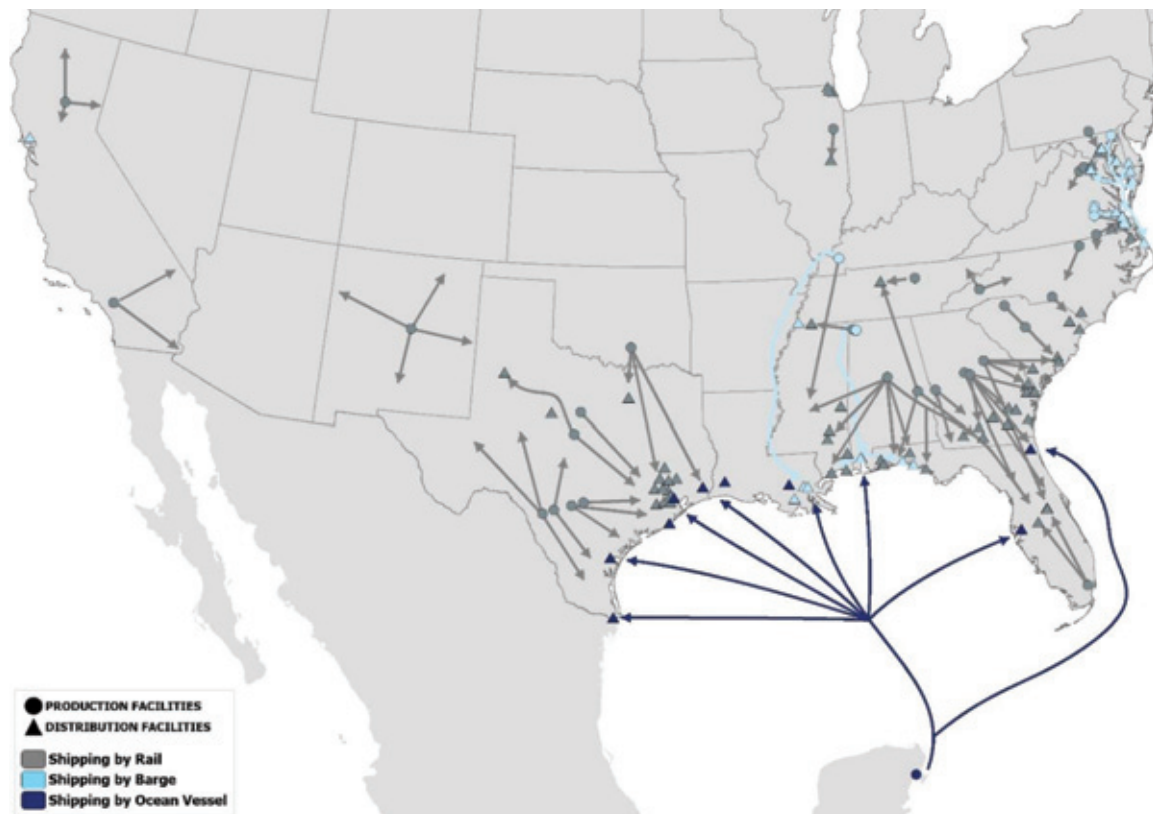 PRODUCTION FACILITIES
DISTRIBUTION FACILITIES
Shipping by Rail
Shipping by Barge
Shipping by Ocean Vessel